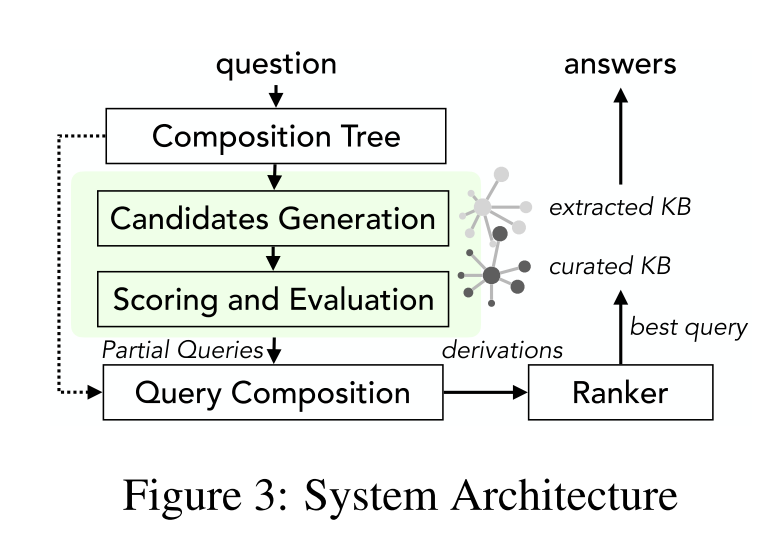 question
answers
Composition Tree
Candidates Generation
extracted KB
curated KB
Scoring and Evaluation
best query
Partial Queries
derivations
Query Composition
Ranker
Figure 3: System Architecture